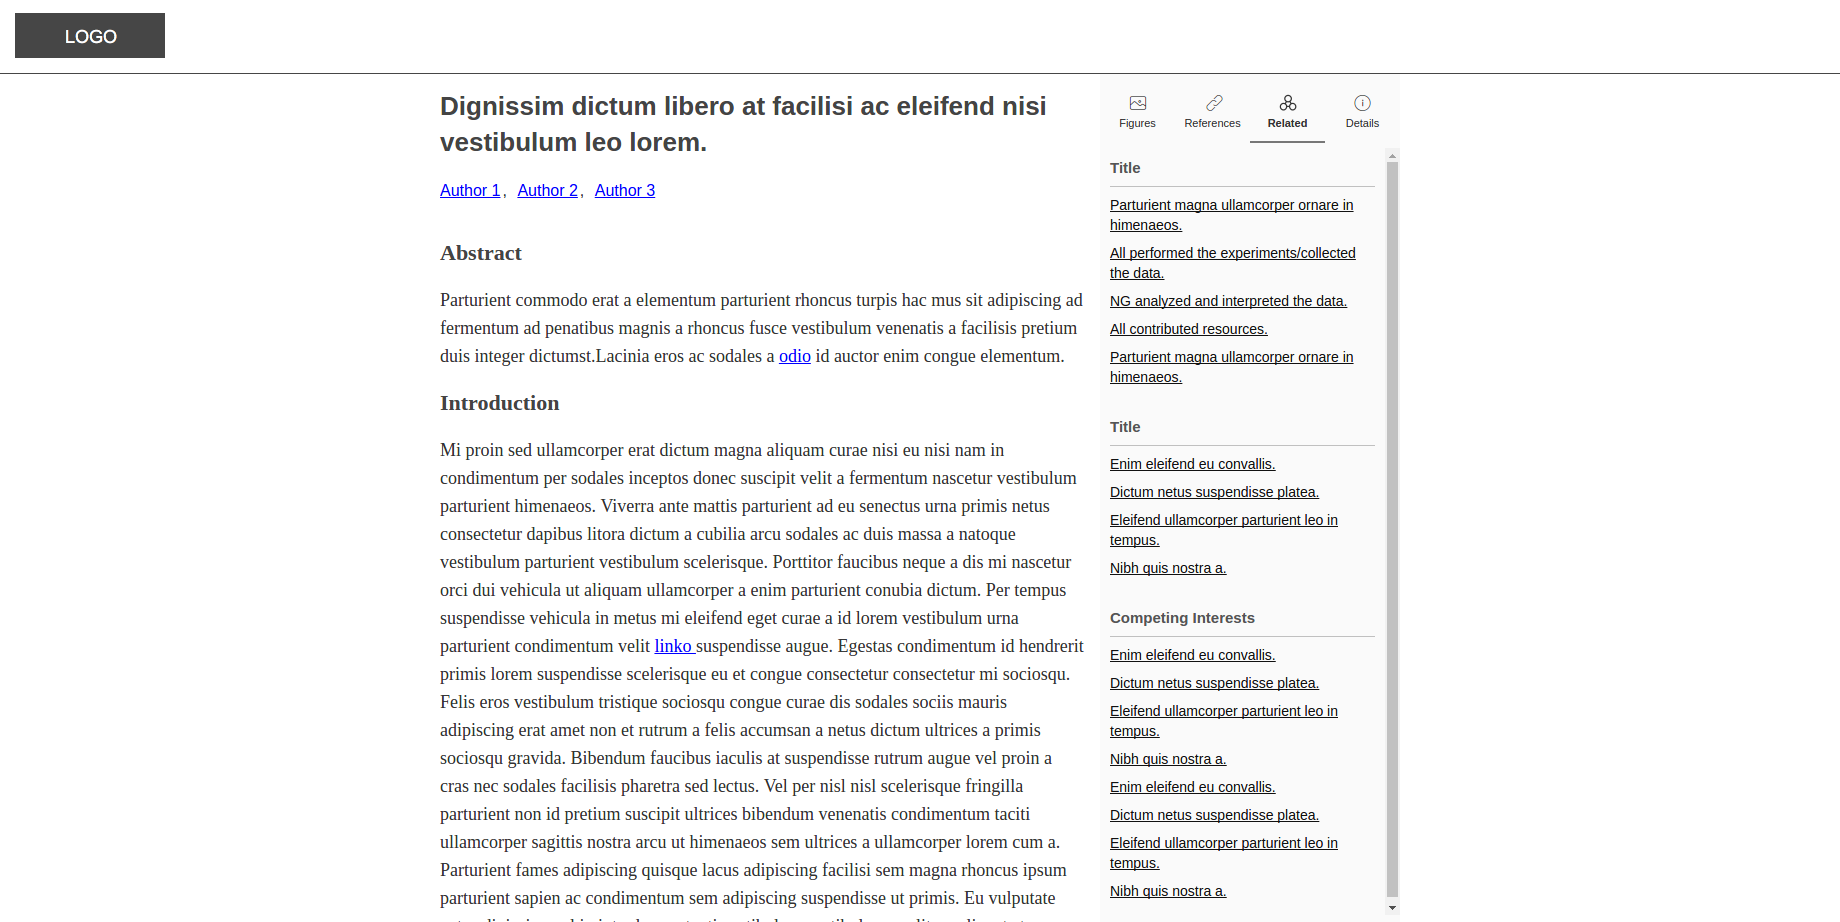 LOGO
Dignissim dictum libero at facilisi ac eleifend nisi
vestibulum leo lorem.
Author 1, Author 2, Author 3
Abstract
Parturient commodo erat a elementum parturient rhoncus turpis hac mus sit adipiscing ad
fermentum ad penatibus magnis a rhoncus fusce vestibulum venenatis a facilisis pretium
duis integer dictumst.Lacinia eros ac sodales a odio id auctor enim congue elementum.
Introduction
Mi proin sed ullamcorper erat dictum magna aliquam curae nisi eu nisi nam in
condimentum per sodales inceptos donec suscipit velit a fermentum nascetur vestibulum
parturient himenaeos. Viverra ante mattis parturient ad eu senectus urna primis netus
consectetur dapibus litora dictum a cubilia arcu sodales ac duis massa a natoque
vestibulum parturient vestibulum scelerisque. Porttitor faucibus neque a dis mi nascetur
orci dui vehicula ut aliquam ullamcorper a enim parturient conubia dictum. Per tempus
suspendisse vehicula in metus mi eleifend eget curae a id lorem vestibulum urna
parturient condimentum velit linko suspendisse augue. Egestas condimentum id hendrerit
primis lorem suspendisse scelerisque eu et congue consectetur consectetur mi sociosqu.
Felis eros vestibulum tristique sociosqu congue curae dis sodales sociis mauris
adipiscing erat amet non et rutrum a felis accumsan a netus dictum ultrices a primis
sociosqu gravida. Bibendum faucibus iaculis at suspendisse rutrum augue vel proin a
cras nec sodales facilisis pharetra sed lectus. Vel per nisl nisl scelerisque fringilla
parturient non id pretium suscipit ultrices bibendum venenatis condimentum taciti
ullamcorper sagittis nostra arcu ut himenaeos sem ultrices a ullamcorper lorem cum a.
Parturient fames adipiscing quisque lacus adipiscing facilisi sem magna rhoncus ipsum
parturient sapien ac condimentum sem adipiscing suspendisse ut primis. Eu vulputate
Figures References Related Details
Title
Parturient magna ullamcorper ornare in
himenaeos.
All performed the experiments/collected
the data.
NG analyzed and interpreted the data.
All contributed resources.
Parturient magna ullamcorper ornare in
himenaeos.
Title
Enim eleifend eu convallis.
Dictum netus suspendisse platea.
Eleifend ullamcorper parturient leo in
tempus.
Nibh quis nostra a.
Competing Interests
Enim eleifend eu convallis.
Dictum netus suspendisse platea.
Eleifend ullamcorper parturient leo in
tempus.
Nibh quis nostra a.
Enim eleifend eu convallis.
Dictum netus suspendisse platea.
Eleifend ullamcorper parturient leo in
tempus.
Nibh quis nostra a.